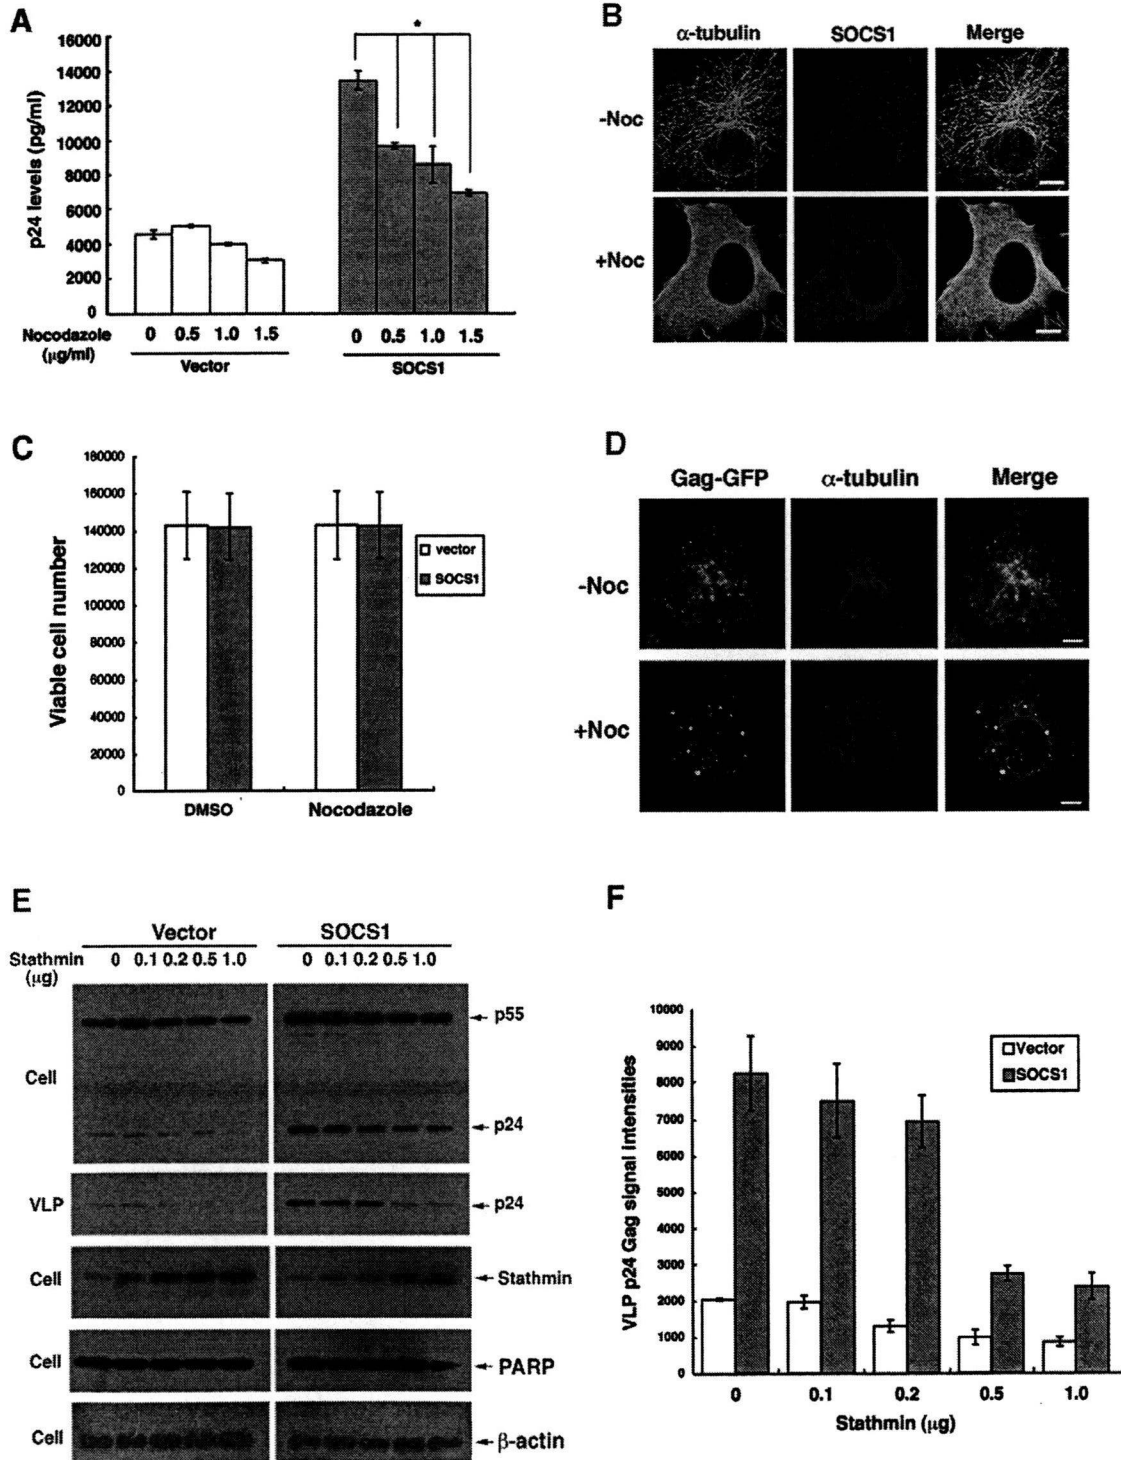 A
p24 levels (pg/ml)
16000
14000
12000
10000
8000
6000
4000
2000
0
*
Nocodazole
(μg/ml)
0 0.5 1.0 1.5
Vector
0 0.5 1.0 1.5
SOCS1
B
α-tubulin SOCS1 Merge
-Noc
+Noc
C
Viable cell number
180000
160000
140000
120000
100000
80000
60000
40000
20000
0
DMSO Nocodazole
vector
SOCS1
D
Gag-GFP α-tubulin Merge
-Noc
+Noc
E
Vector SOCS1
Stathmin
(μg)
0 0.1 0.2 0.5 1.0
0 0.1 0.2 0.5 1.0
Cell
p55
p24
VLP
p24
Cell
Stathmin
Cell
PARP
Cell
β-actin
F
VLP p24 Gag signal intensities
10000
9000
8000
7000
6000
5000
4000
3000
2000
1000
0
Vector
SOCS1
0 0.1 0.2 0.5 1.0
Stathmin (μg)